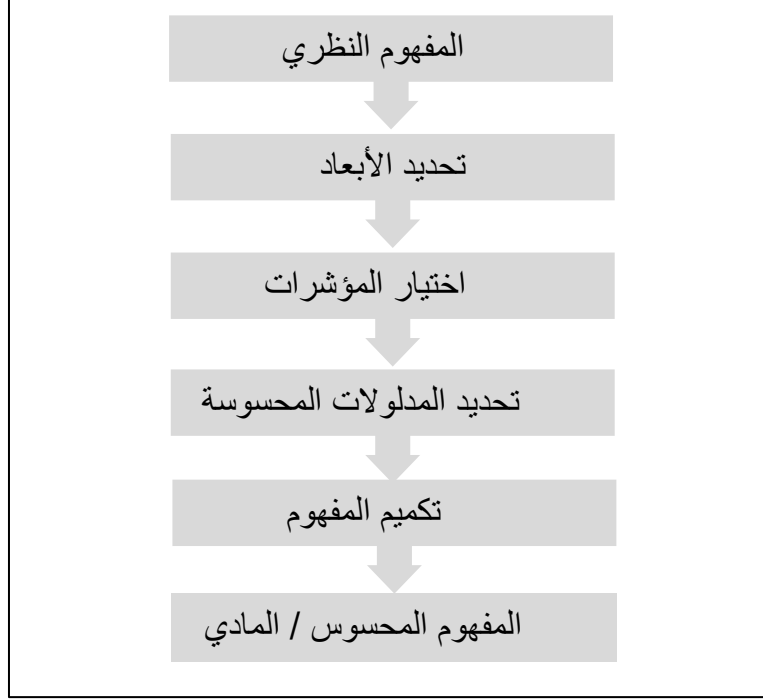 المفهوم النظري
تحديد الأبعاد
اختيار المؤشرات
تحديد المدلولات المحسوسة
تكميم المفهوم
المفهوم المحسوس / المادي